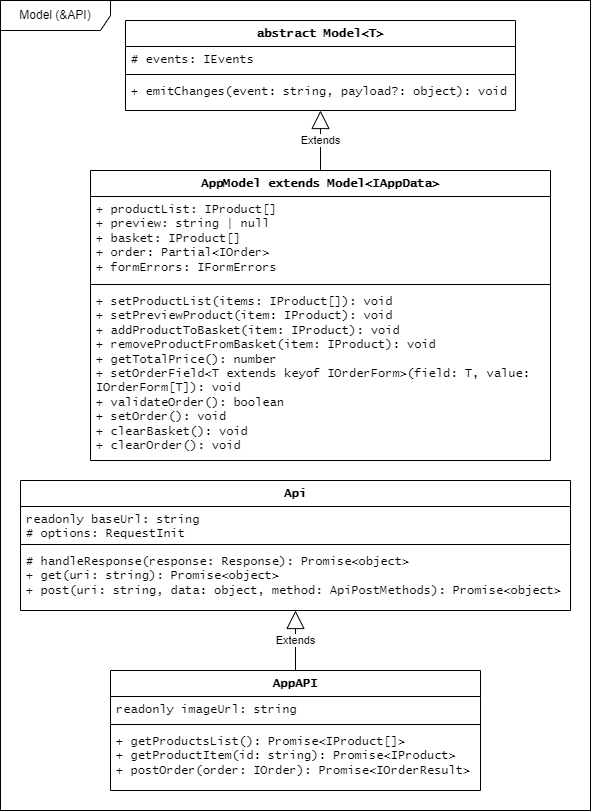 Model (&API)
abstract Model<T>
# events: IEvents
+ emitChanges(event: string, payload?: object): void
Extends
AppModel extends Model<IAppData>
+ productList: IProduct[]
+ preview: string | null
+ basket: IProduct[]
+ order: Partial<IOrder>
+ formErrors: IFormErrors
+ setProductList(items: IProduct[]): void
+ setPreviewProduct(item: IProduct): void
+ addProductToBasket(item: IProduct): void
+ removeProductFromBasket(item: IProduct): void
+ getTotalPrice(): number
+ setOrderField<T extends keyof IOrderForm>(field: T, value:
IOrderForm[T]): void
+ validateOrder(): boolean
+ setOrder(): void
+ clearBasket(): void
+ clearOrder(): void
Api
readonly baseUrl: string
# options: RequestInit
# handleResponse(response: Response): Promise<object>
+ get(uri: string): Promise<object>
+ post(uri: string, data: object, method: ApiPostMethods): Promise<object>
Extends
AppAPI
readonly imageUrl: string
+ getProductsList(): Promise<IProduct[]>
+ getProductItem(id: string): Promise<IProduct>
+ postOrder(order: IOrder): Promise<IOrderResult>